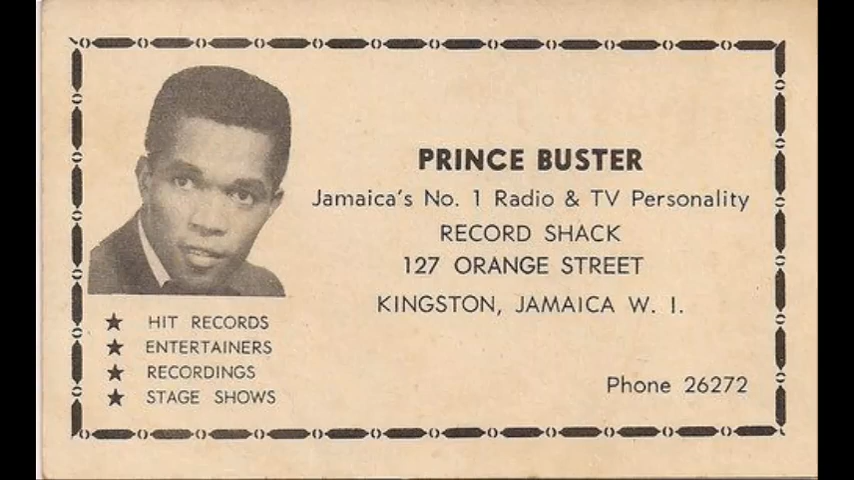 PRINCE BUSTER
Jamaica's No. 1 Radio & TV Personality
RECORD SHACK
127 ORANGE STREET
KINGSTON, JAMAICA W. I.
★ HIT RECORDS
★ ENTERTAINERS
★ RECORDINGS
★ STAGE SHOWS
Phone 26272